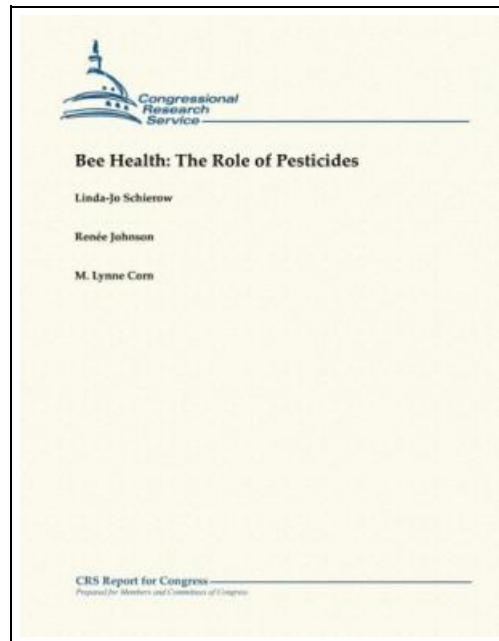 Congressional
Research
Service
Bee Health: The Role of Pesticides
Linda-Jo Schierow
Renée Johnson
M. Lynne Corn
CRS Report for Congress
Prepared for Members and Committees of Congress